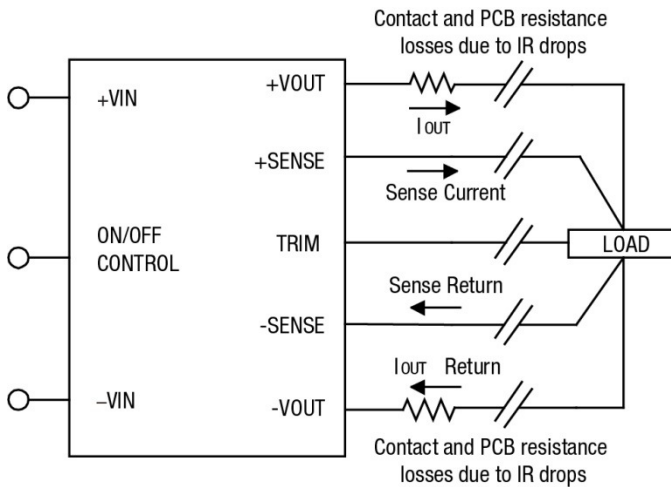 Contact and PCB resistance
losses due to IR drops
+VOUT
+VIN
IOUT
+SENSE
Sense Current
ON/OFF
CONTROL
TRIM
LOAD
Sense Return
-SENSE
IOUT Return
−VIN
-VOUT
Contact and PCB resistance
losses due to IR drops